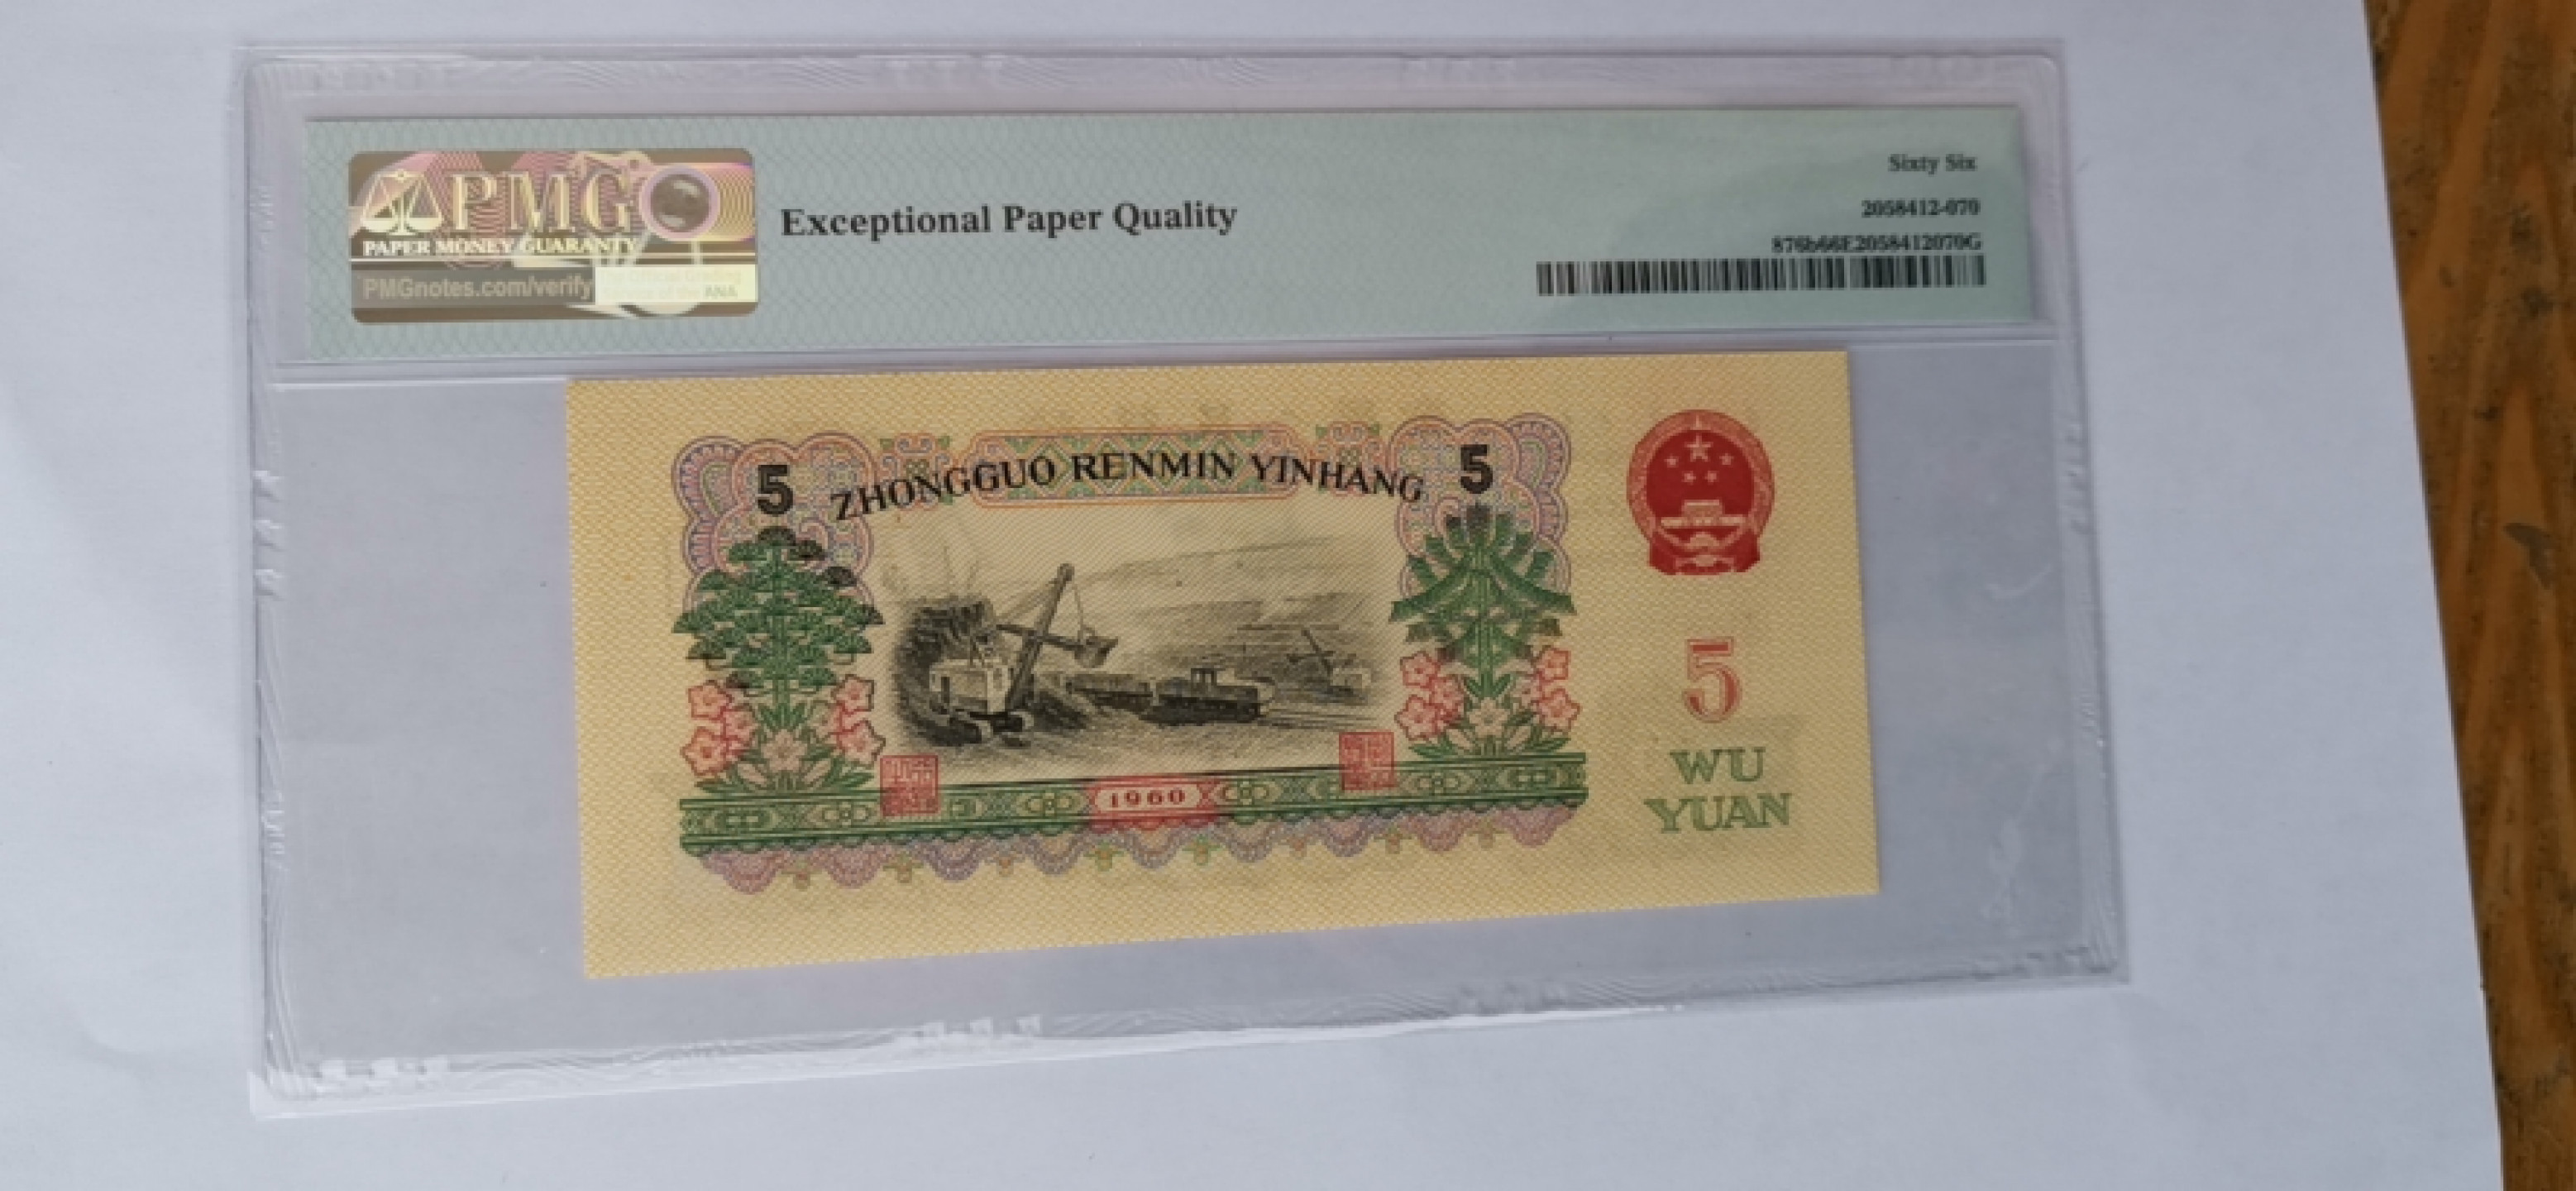 PMG
PAPER MONEY GUARANTY
PMGnotes.com/verify
ANA
Exceptional Paper Quality
Sixty Six
2058412-070
876b66E2058412070G
5 ZHONGGUO RENMIN YINHANG 5
1960
5
WU
YUAN